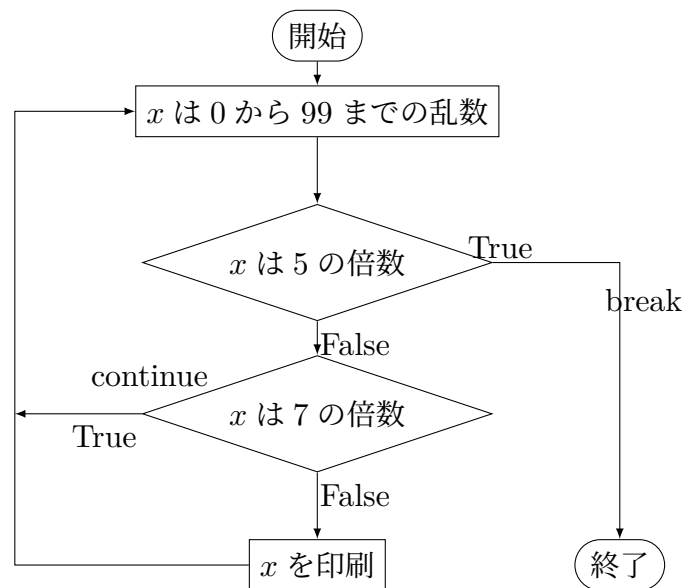 開始
x は 0 から 99 までの乱数
x は 5 の倍数
True
break
False
continue
x は 7 の倍数
True
False
x を印刷
終了